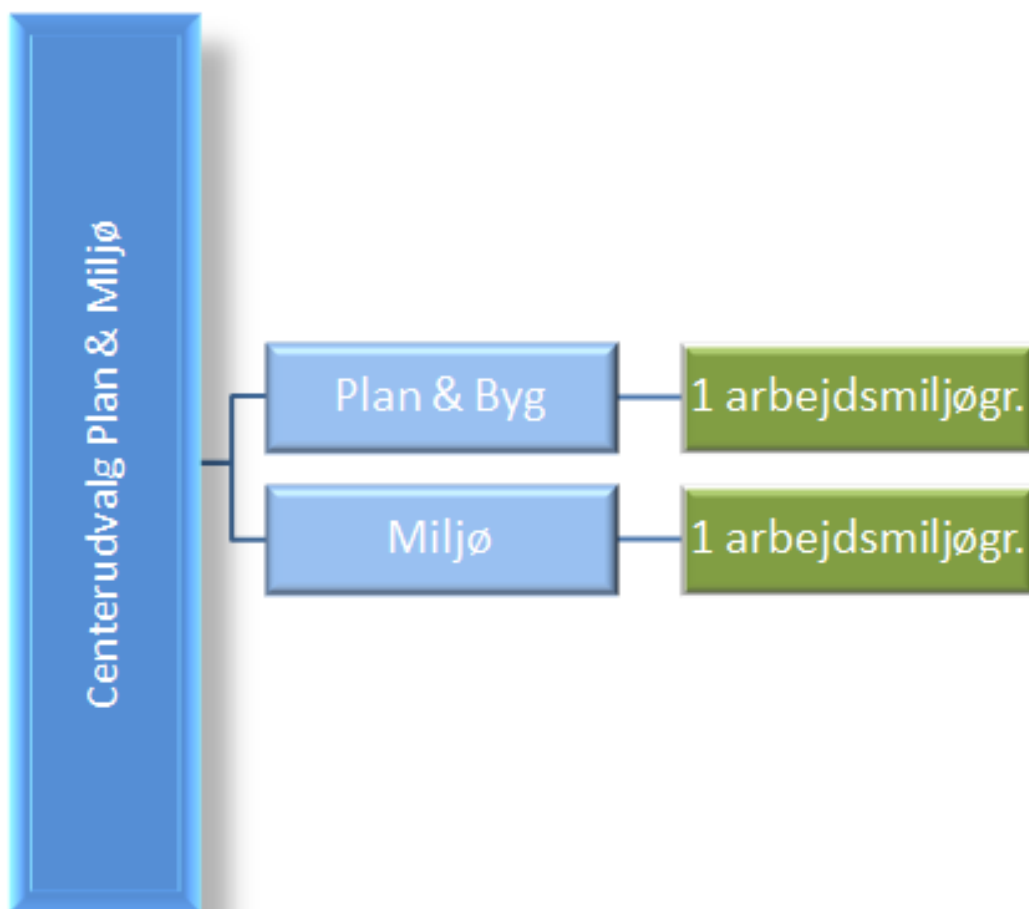 Centerudvalg Plan & Miljø
Plan & Byg
1 arbejdsmiljøgr.
Miljø
1 arbejdsmiljøgr.